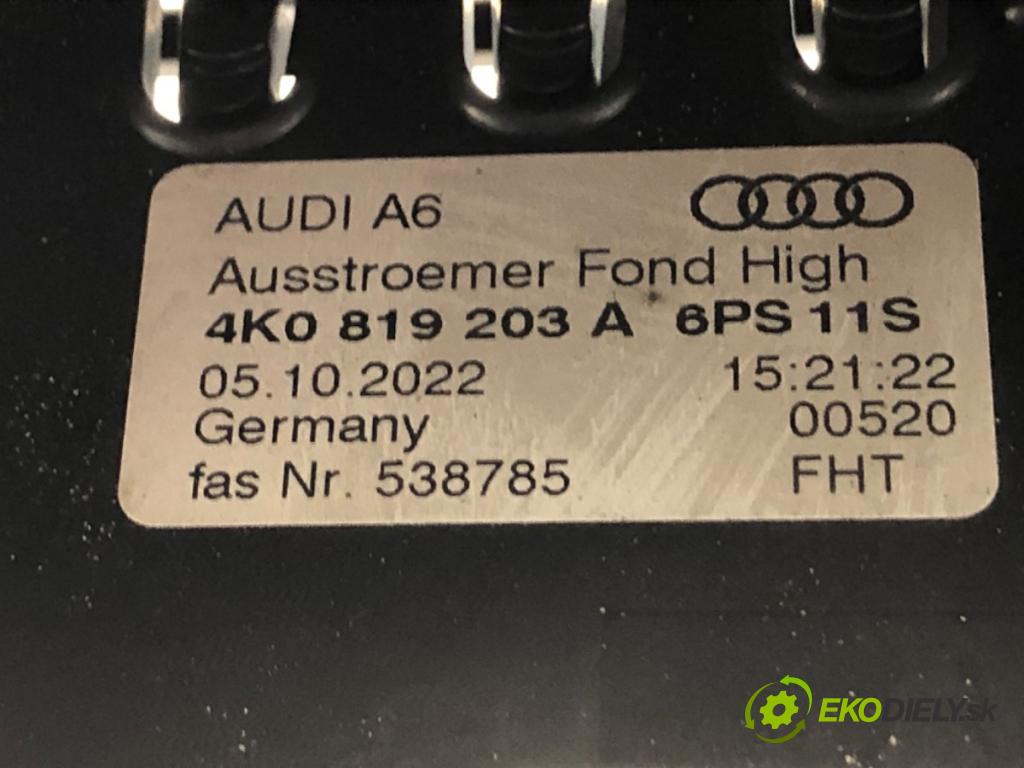 AUDI A6
Ausstroemer Fond High
4K0 819 203 A 6PS 11S
05.10.2022 15:21:22
Germany 00520
fas Nr. 538785 FHT
EKODIELY.sk